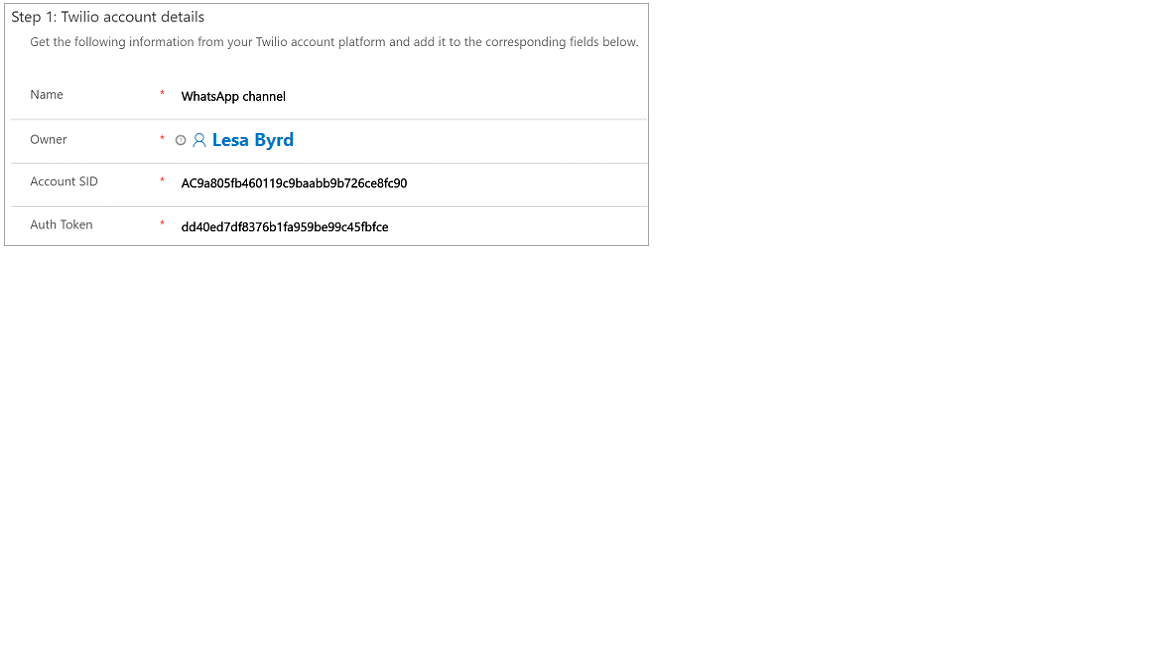 Step 1: Twilio account details
Get the following information from your Twilio account platform and add it to the corresponding fields below.
Name * WhatsApp channel
Owner * Lesa Byrd
Account SID * AC9a805fb460119c9baabb9b726ce8fc90
Auth Token * dd40ed7df8376b1fa959be99c45fbfce